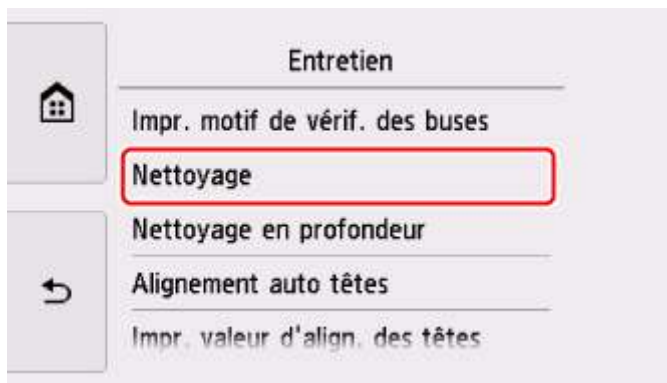 Entretien
Impr. motif de vérif. des buses
Nettoyage
Nettoyage en profondeur
Alignement auto têtes
Impr. valeur d'align. des têtes